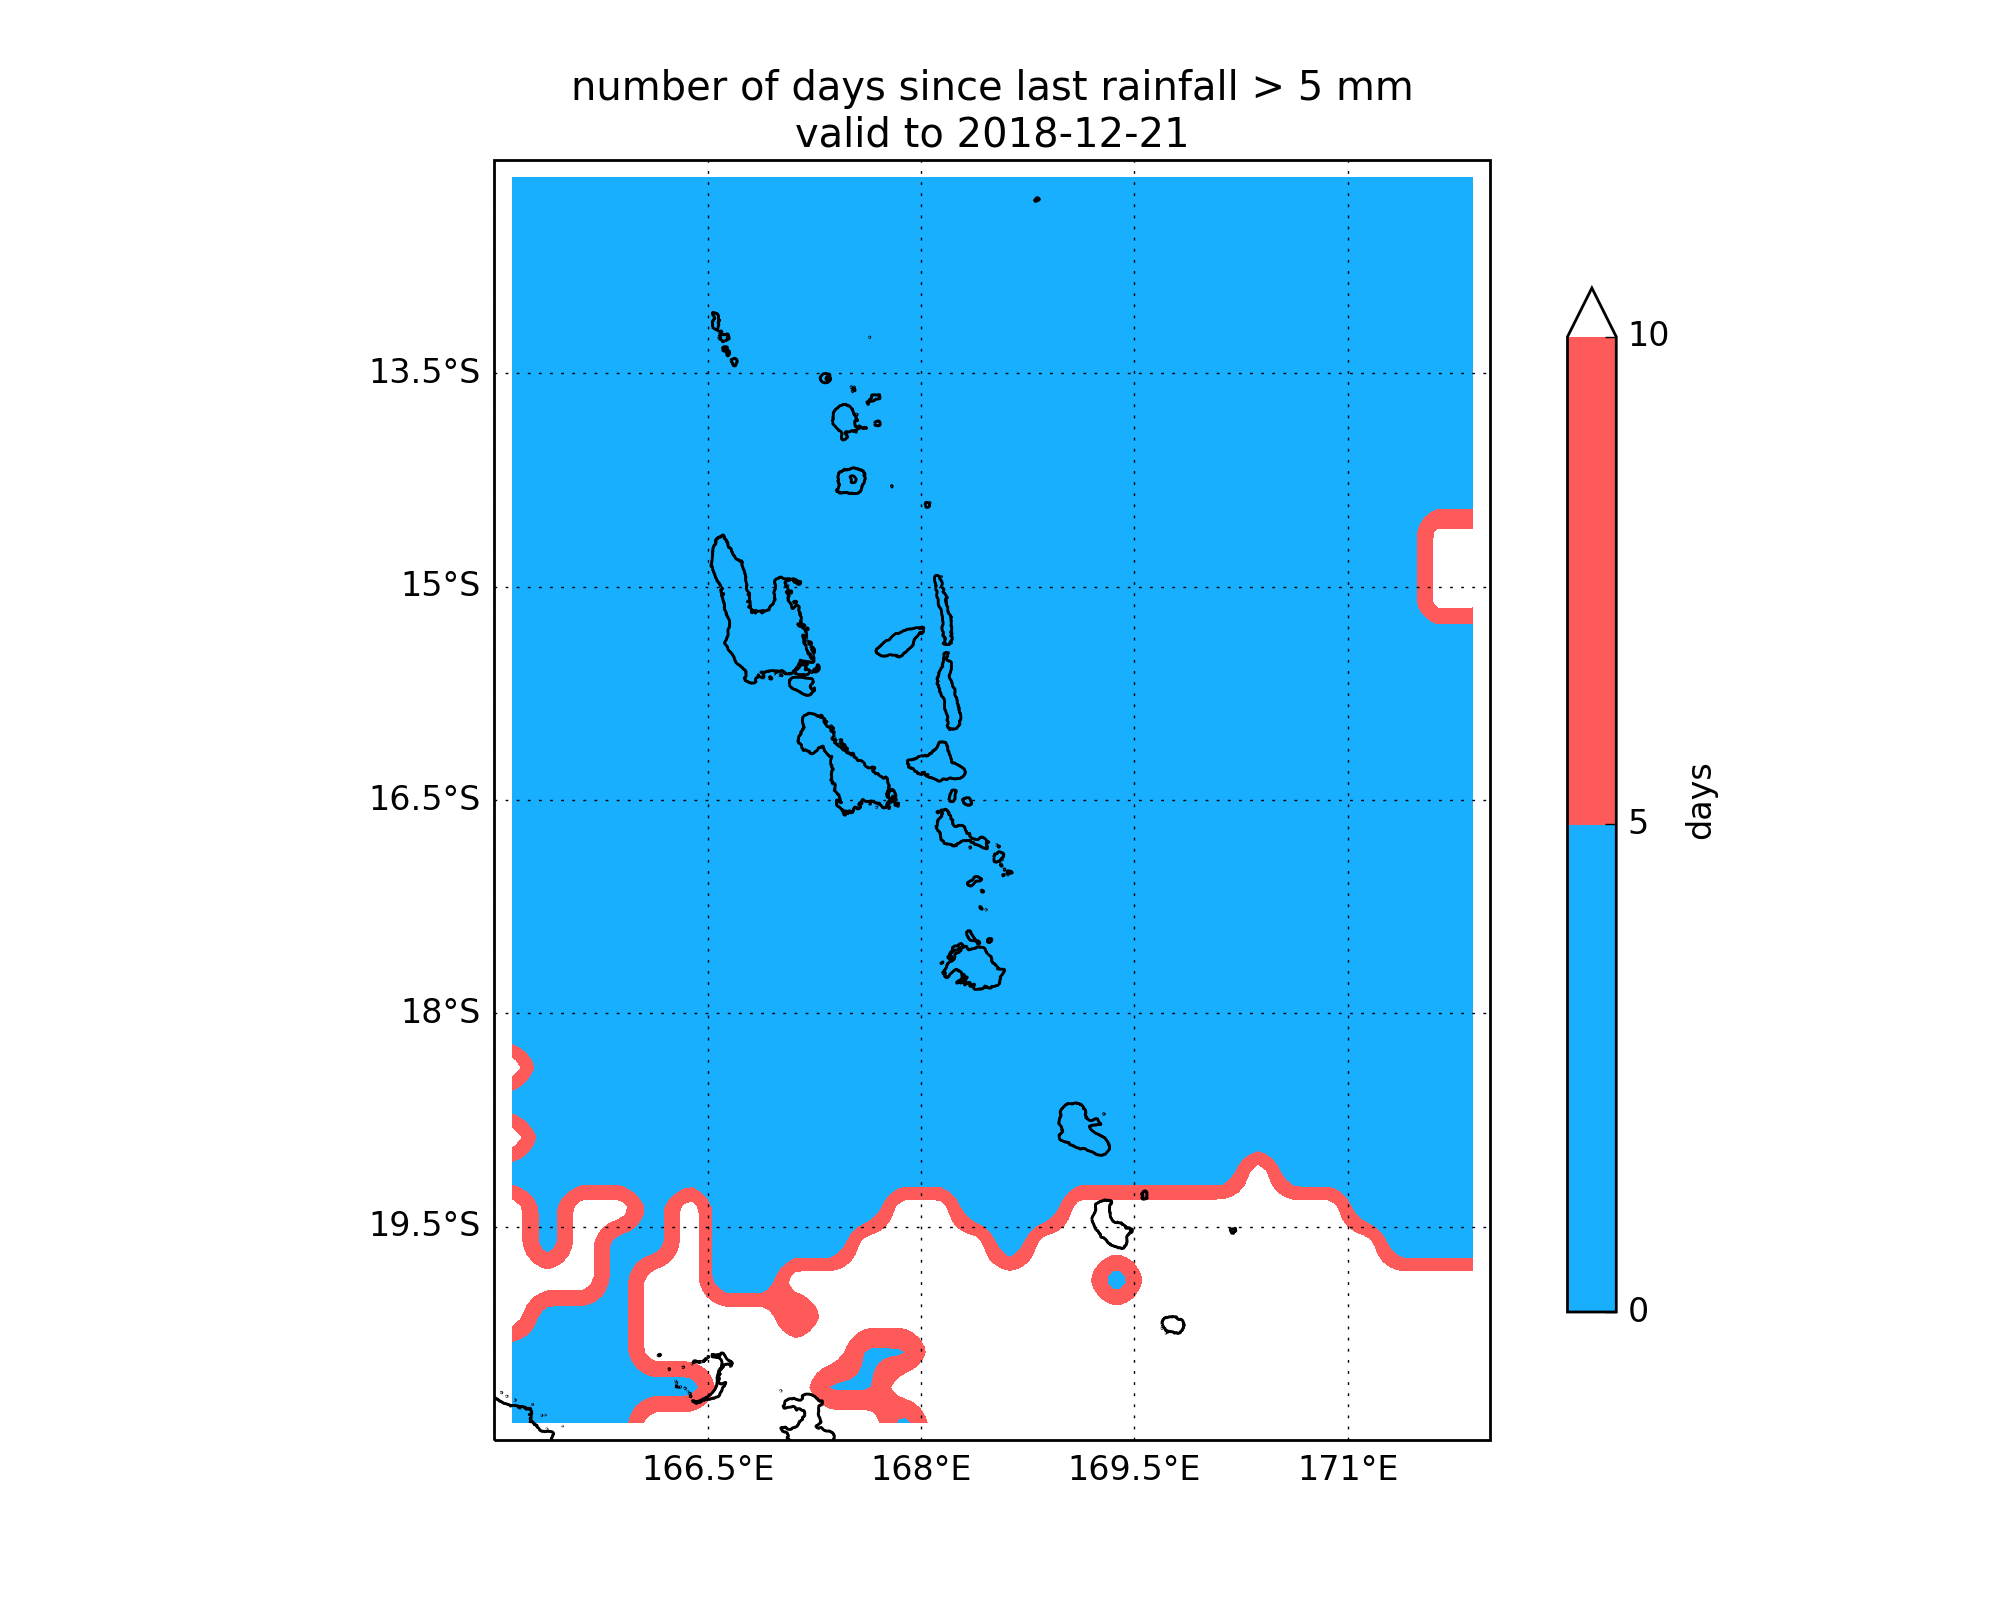 number of days since last rainfall > 5 mm
valid to 2018-12-21
13.5°S
15°S
16.5°S
18°S
19.5°S
166.5°E
168°E
169.5°E
171°E
10
5
0
days